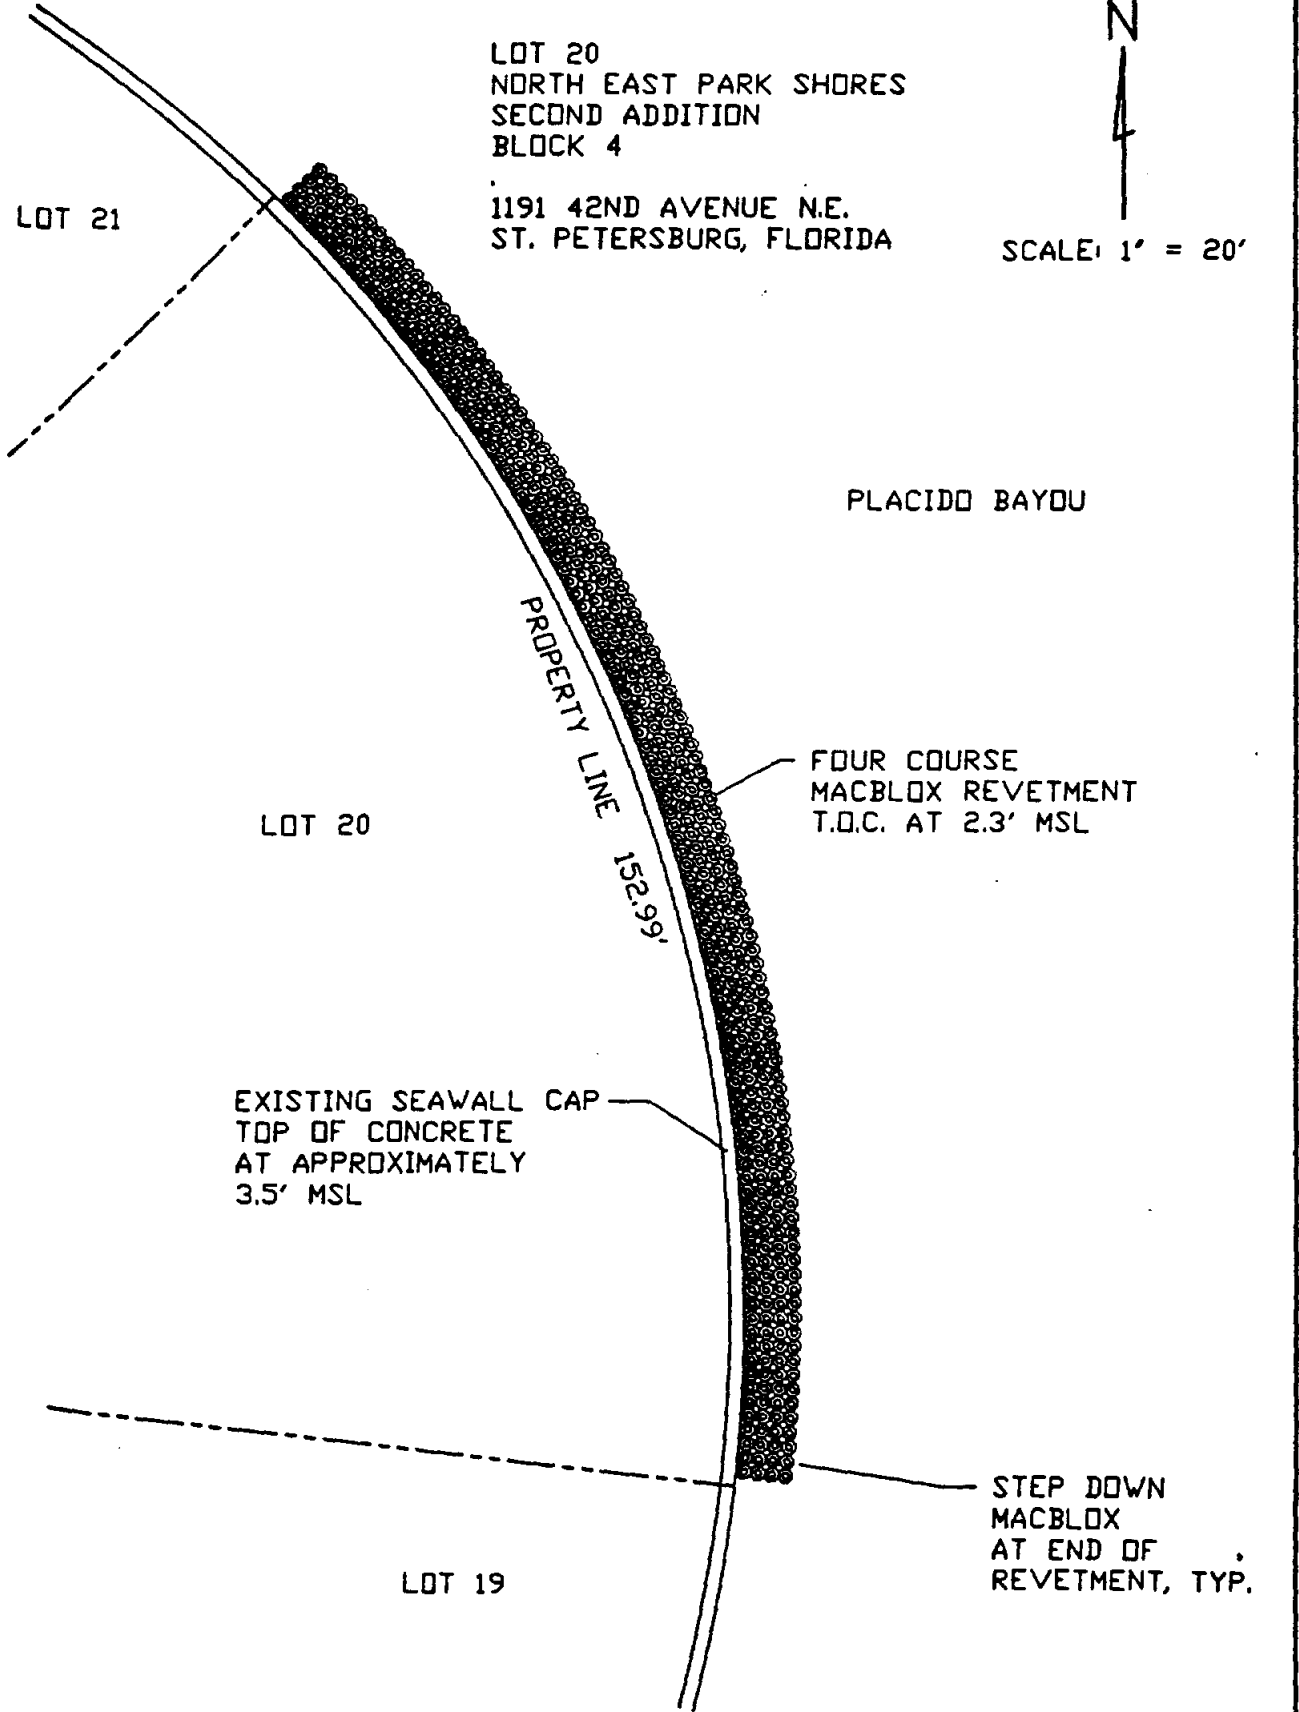 N
LOT 20
NORTH EAST PARK SHORES
SECOND ADDITION
BLOCK 4
1191 42ND AVENUE N.E.
ST. PETERSBURG, FLORIDA
SCALE: 1' = 20'
LOT 21
PLACIDO BAYOU
PROPERTY LINE 152.99'
FOUR COURSE
MACBLOX REVETMENT
T.O.C. AT 2.3' MSL
LOT 20
EXISTING SEAWALL CAP
TOP OF CONCRETE
AT APPROXIMATELY
3.5' MSL
STEP DOWN
MACBLOX
AT END OF
REVETMENT, TYP.
LOT 19